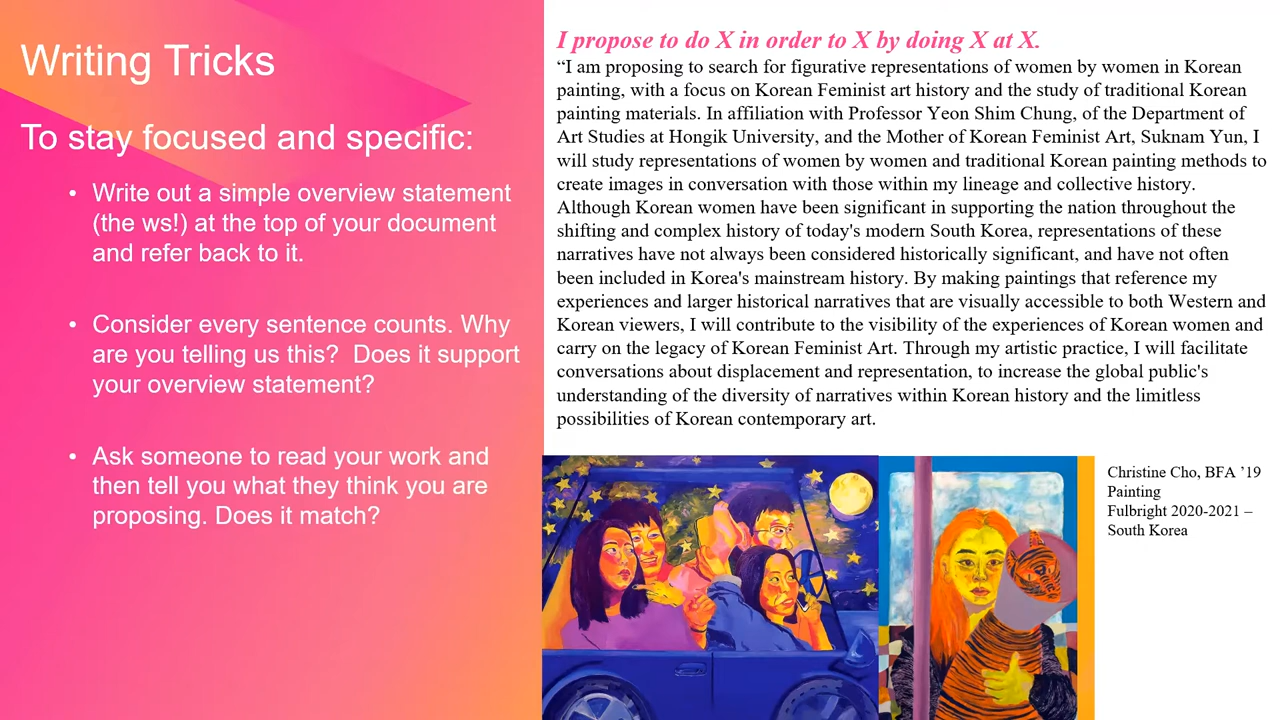 Writing Tricks
To stay focused and specific:
• Write out a simple overview statement
(the ws!) at the top of your document
and refer back to it.
• Consider every sentence counts. Why
are you telling us this?  Does it support
your overview statement?
• Ask someone to read your work and
then tell you what they think you are
proposing. Does it match?
I propose to do X in order to X by doing X at X.
“I am proposing to search for figurative representations of women by women in Korean
painting, with a focus on Korean Feminist art history and the study of traditional Korean
painting materials. In affiliation with Professor Yeon Shim Chung, of the Department of
Art Studies at Hongik University, and the Mother of Korean Feminist Art, Suknam Yun, I
will study representations of women by women and traditional Korean painting methods to
create images in conversation with those within my lineage and collective history.
Although Korean women have been significant in supporting the nation throughout the
shifting and complex history of today's modern South Korea, representations of these
narratives have not always been considered historically significant, and have not often
been included in Korea's mainstream history. By making paintings that reference my
experiences and larger historical narratives that are visually accessible to both Western and
Korean viewers, I will contribute to the visibility of the experiences of Korean women and
carry on the legacy of Korean Feminist Art. Through my artistic practice, I will facilitate
conversations about displacement and representation, to increase the global public's
understanding of the diversity of narratives within Korean history and the limitless
possibilities of Korean contemporary art.
Christine Cho, BFA ’19
Painting
Fulbright 2020-2021 –
South Korea